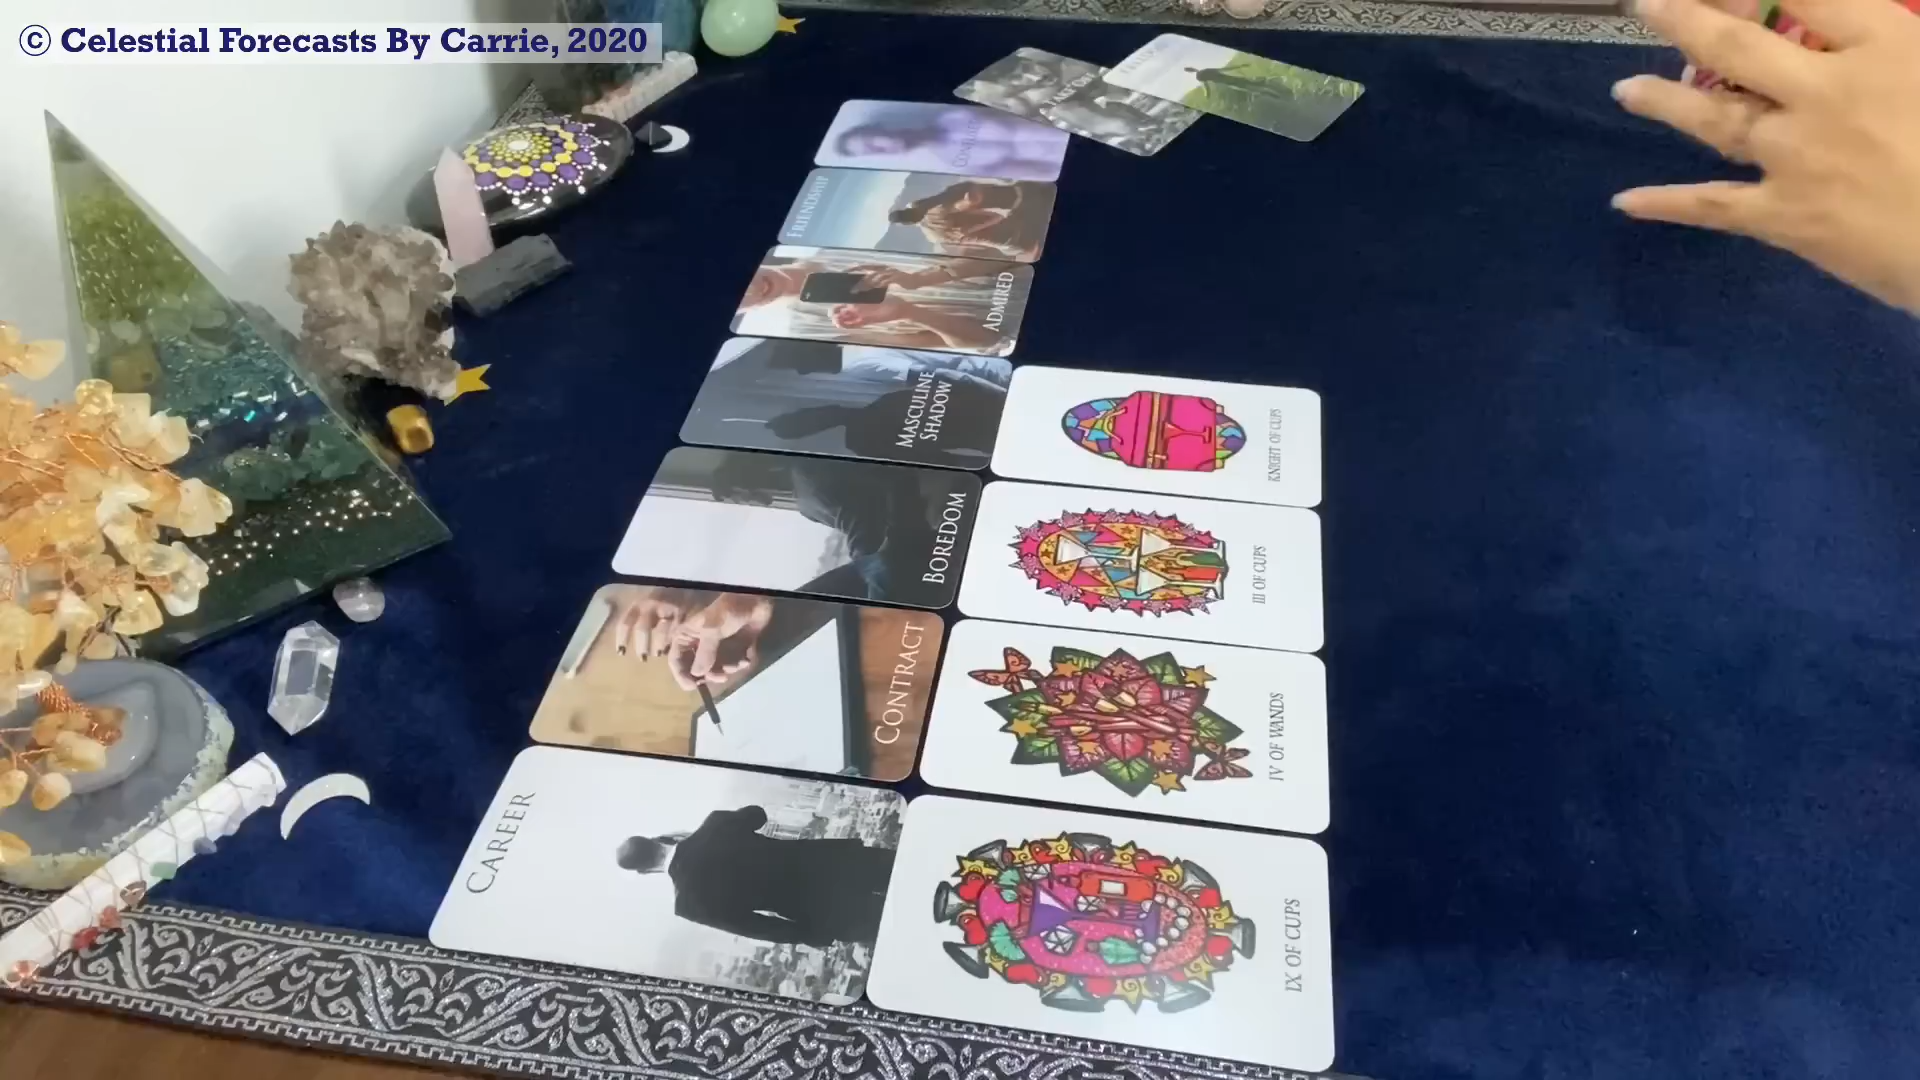 © Celestial Forecasts By Carrie, 2020
FRIENDSHIP
ADMIRED
MASCULINE
SHADOW
BOREDOM
CONTRACT
CAREER
KNIGHT OF CUPS
III OF CUPS
IV OF WANDS
IX OF CUPS